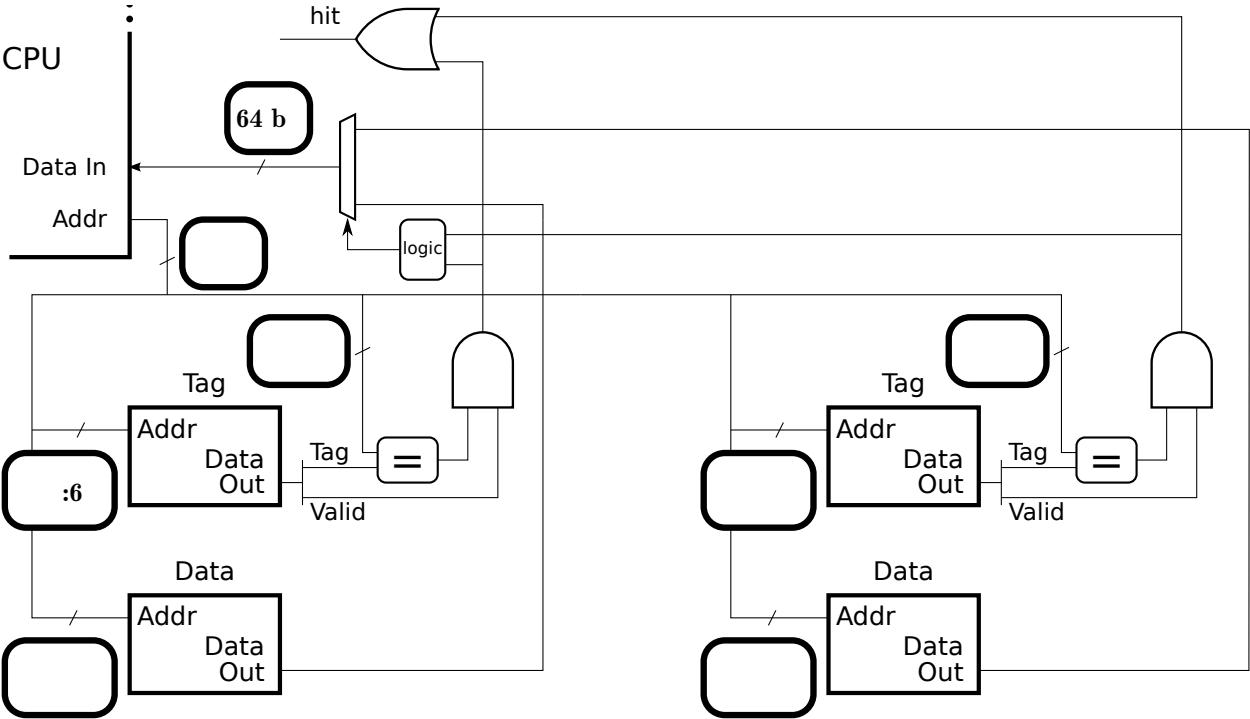 hit
CPU
64 b
Data In
Addr
logic
Tag
Tag
Addr
Data
Out
Tag
=
Valid
Addr
Data
Out
Tag
=
Valid
:6
Data
Data
Addr
Data
Out
Addr
Data
Out